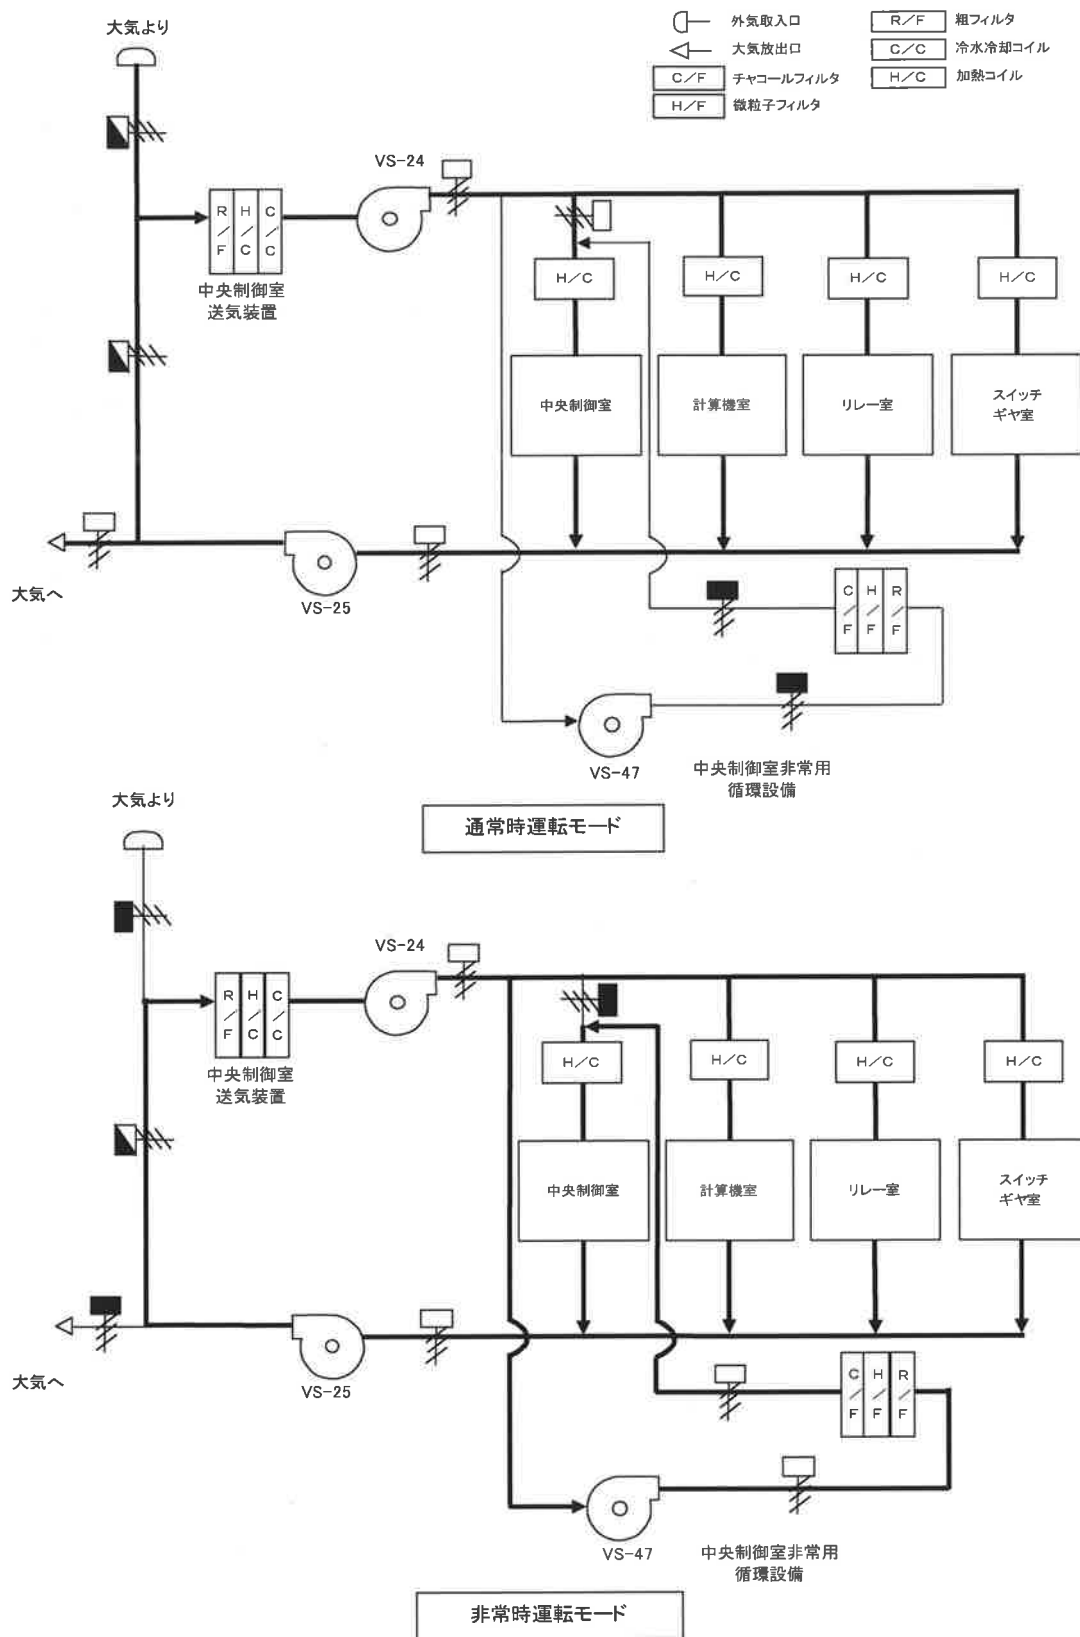 大気より
外気取入口
R/F 粗フィルタ
大気放出口
C/C 冷水冷却コイル
C/F チャコールフィルタ
H/C 加熱コイル
H/F 微粒子フィルタ
VS-24
R/F H/C C/C
中央制御室
送気装置
H/C H/C H/C H/C
中央制御室
計算機室
リレー室
スイッチ
ギヤ室
大気へ
VS-25
C/F H/F R/F
VS-47
中央制御室非常用
循環設備
通常時運転モード
大気より
VS-24
R/F H/C C/C
中央制御室
送気装置
H/C H/C H/C H/C
中央制御室
計算機室
リレー室
スイッチ
ギヤ室
大気へ
VS-25
C/F H/F R/F
VS-47
中央制御室非常用
循環設備
非常時運転モード